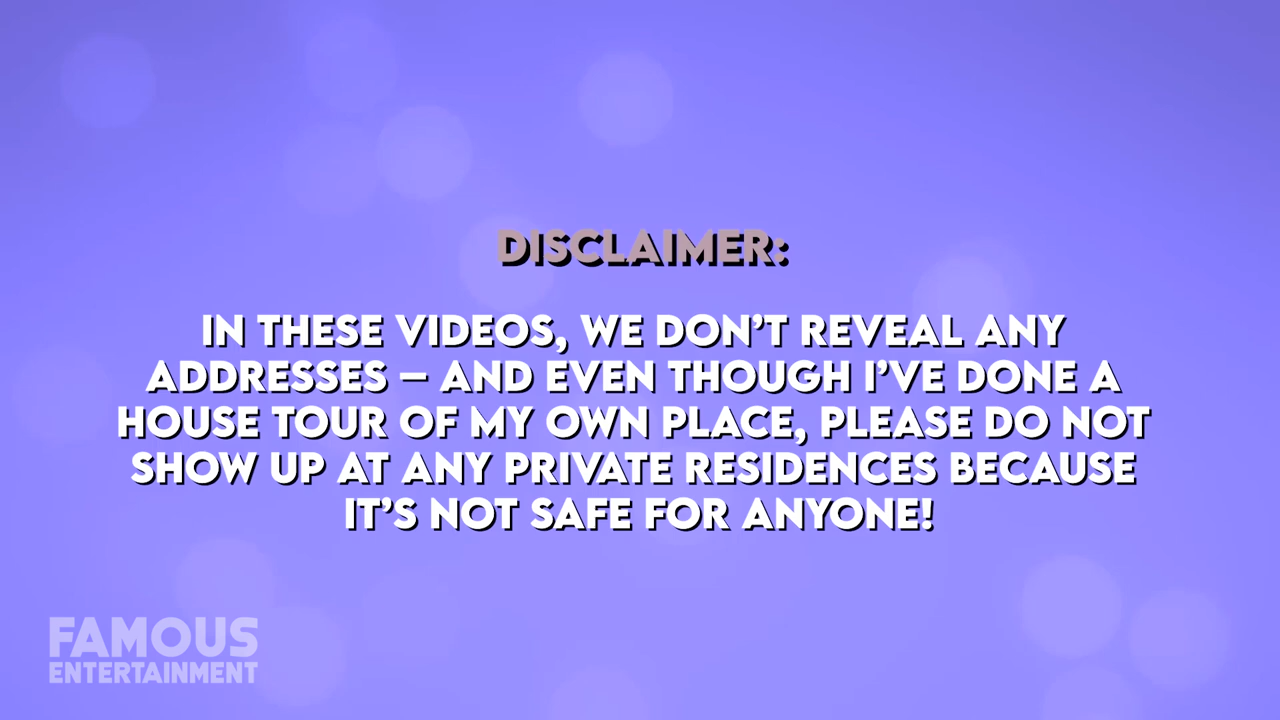 DISCLAIMER:
IN THESE VIDEOS, WE DON'T REVEAL ANY
ADDRESSES – AND EVEN THOUGH I'VE DONE A
HOUSE TOUR OF MY OWN PLACE, PLEASE DO NOT
SHOW UP AT ANY PRIVATE RESIDENCES BECAUSE
IT'S NOT SAFE FOR ANYONE!
FAMOUS
ENTERTAINMENT